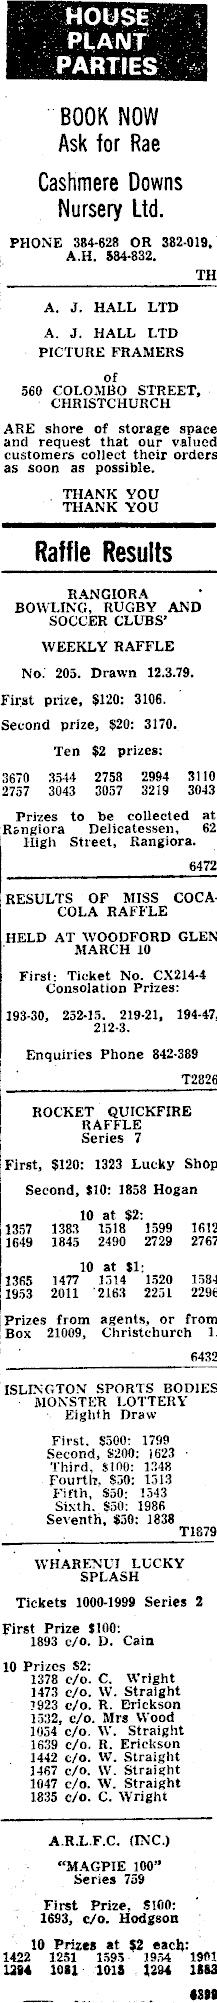 HOUSE
PLANT
PARTIES
BOOK NOW
Ask for Rae
Cashmere Downs
Nursery Ltd.
PHONE 384-628 OR 382-019,
A.H. 584-832.
TH
A. J. HALL LTD
A. J. HALL LTD
PICTURE FRAMERS
of
560 COLOMBO STREET,
CHRISTCHURCH
ARE shore of storage space
and request that our valued
customers collect their orders
as soon as possible.
THANK YOU
THANK YOU
Raffle Results
RANGIORA
BOWLING, RUGBY AND
SOCCER CLUBS'
WEEKLY RAFFLE
No. 205. Drawn 12.3.79.
First prize, $120: 3106.
Second prize, $20: 3170.
Ten $2 prizes:
3670 3544 2758 2994 3110
2757 3043 3057 3219 3043
Prizes to be collected at
Rangiora Delicatessen, 62
High Street, Rangiora.
6472
RESULTS OF MISS COCA-
COLA RAFFLE
HELD AT WOODFORD GLEN
MARCH 10
First: Ticket No. CX214-4
Consolation Prizes:
193-30, 252-15, 219-21, 194-47,
212-3.
Enquiries Phone 842-389
T2826
ROCKET QUICKFIRE
RAFFLE
Series 7
First, $120: 1323 Lucky Shop
Second, $10: 1858 Hogan
10 at $2:
1357 1383 1518 1599 1612
1649 1845 2490 2729 2767
10 at $1:
1365 1477 1514 1520 1584
1953 2011 2163 2251 2296
Prizes from agents, or from
Box 21009, Christchurch 1.
6432
ISLINGTON SPORTS BODIES
MONSTER LOTTERY
Eighth Draw
First, $500: 1799
Second, $200: 1623
Third, $100: 1348
Fourth, $50: 1513
Fifth, $50: 1543
Sixth, $50: 1986
Seventh, $50: 1838
T1879
WHARENUI LUCKY
SPLASH
Tickets 1000-1999 Series 2
First Prize $100:
1893 c/o. D. Cain
10 Prizes $2:
1378 c/o. C. Wright
1473 c/o. W. Straight
1923 c/o. R. Erickson
1532, c/o. Mrs Wood
1054 c/o. W. Straight
1639 c/o. R. Erickson
1442 c/o. W. Straight
1467 c/o. W. Straight
1047 c/o. W. Straight
1835 c/o. C. Wright
A.R.L.F.C. (INC.)
"MAGPIE 100"
Series 759
First Prize, $100:
1693, c/o. Hodgson
10 Prizes at $2 each:
1422 1251 1595 1954 1901
1294 1081 1018 1294 1883
6398